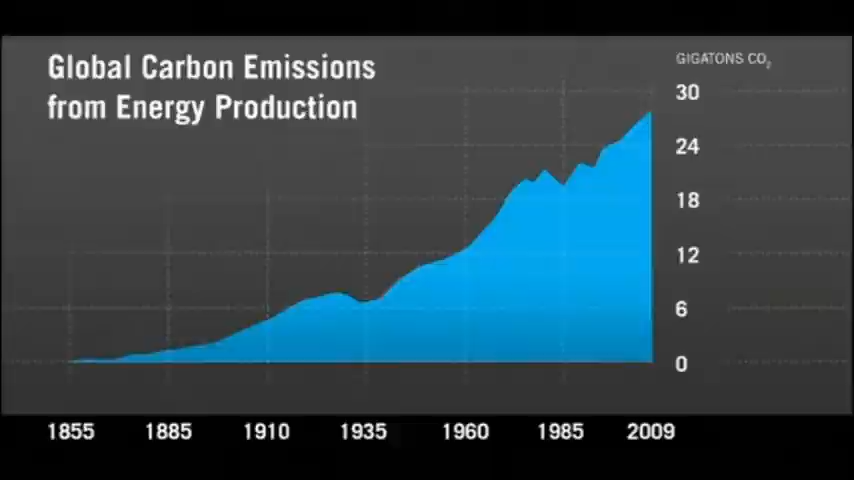 Global Carbon Emissions
from Energy Production
GIGATONS CO₂
30
24
18
12
6
0
1855 1885 1910 1935 1960 1985 2009